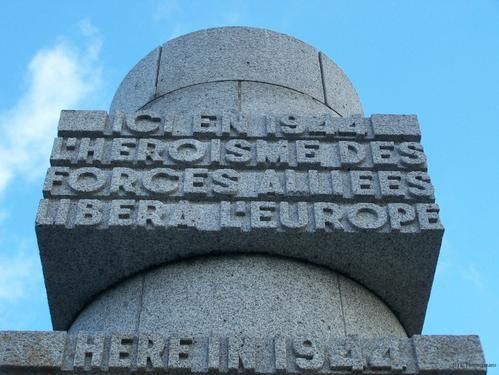 ICI EN 1944
L'HEROISME DES
FORCES ALLIEES
LIBERA L'EUROPE
HERE IN 1944